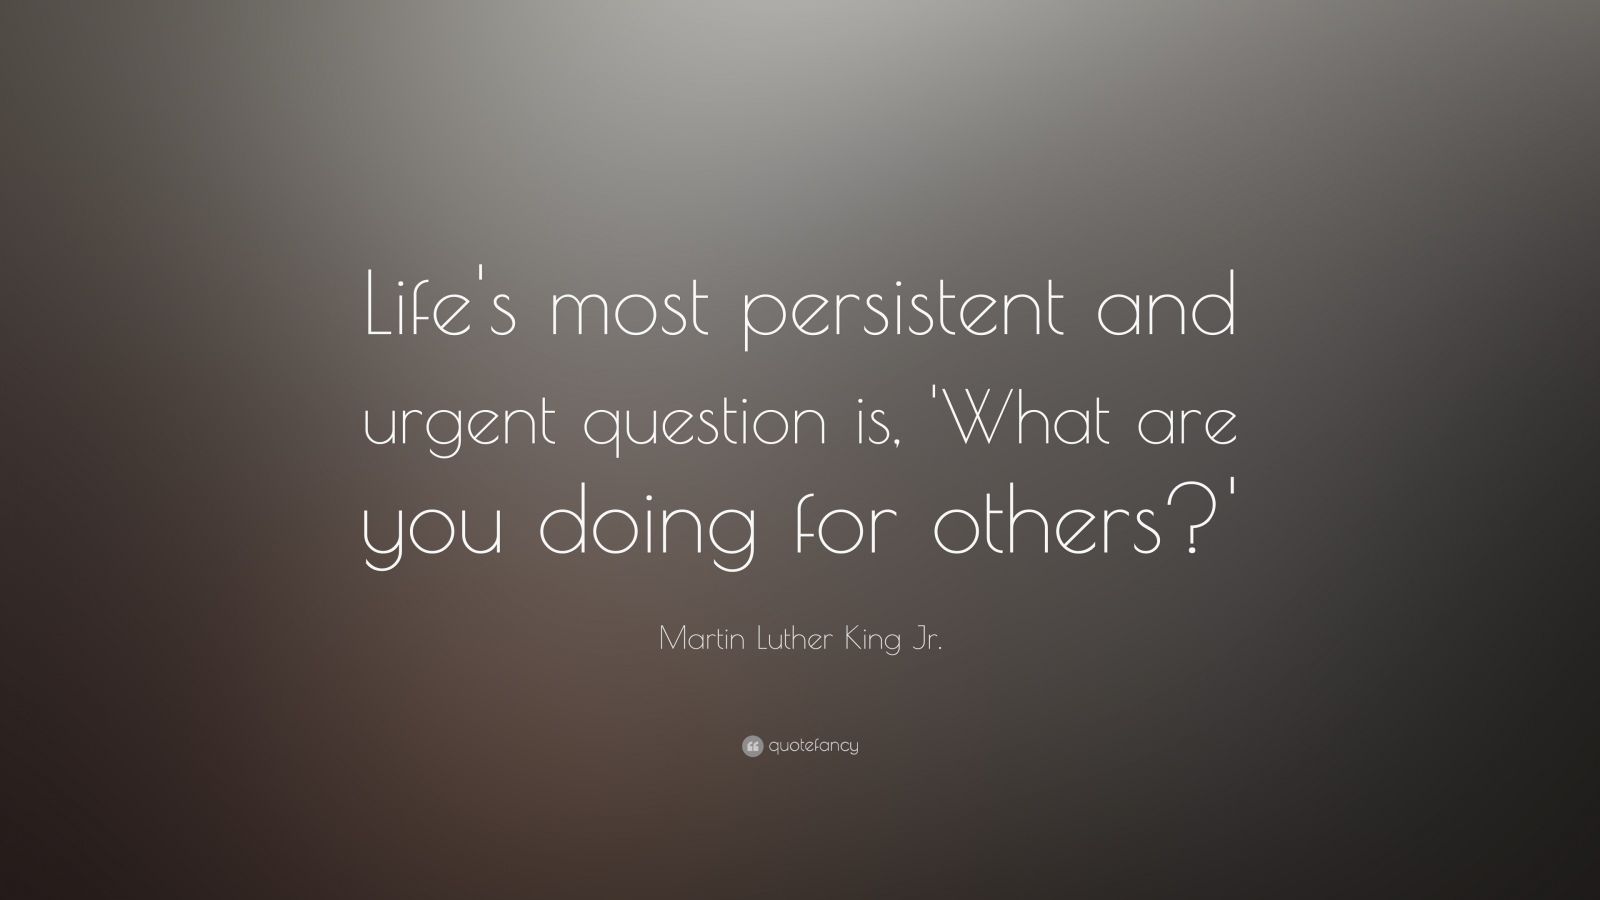 Life's most persistent and
urgent question is, 'What are
you doing for others?'
Martin Luther King Jr.
quotefancy